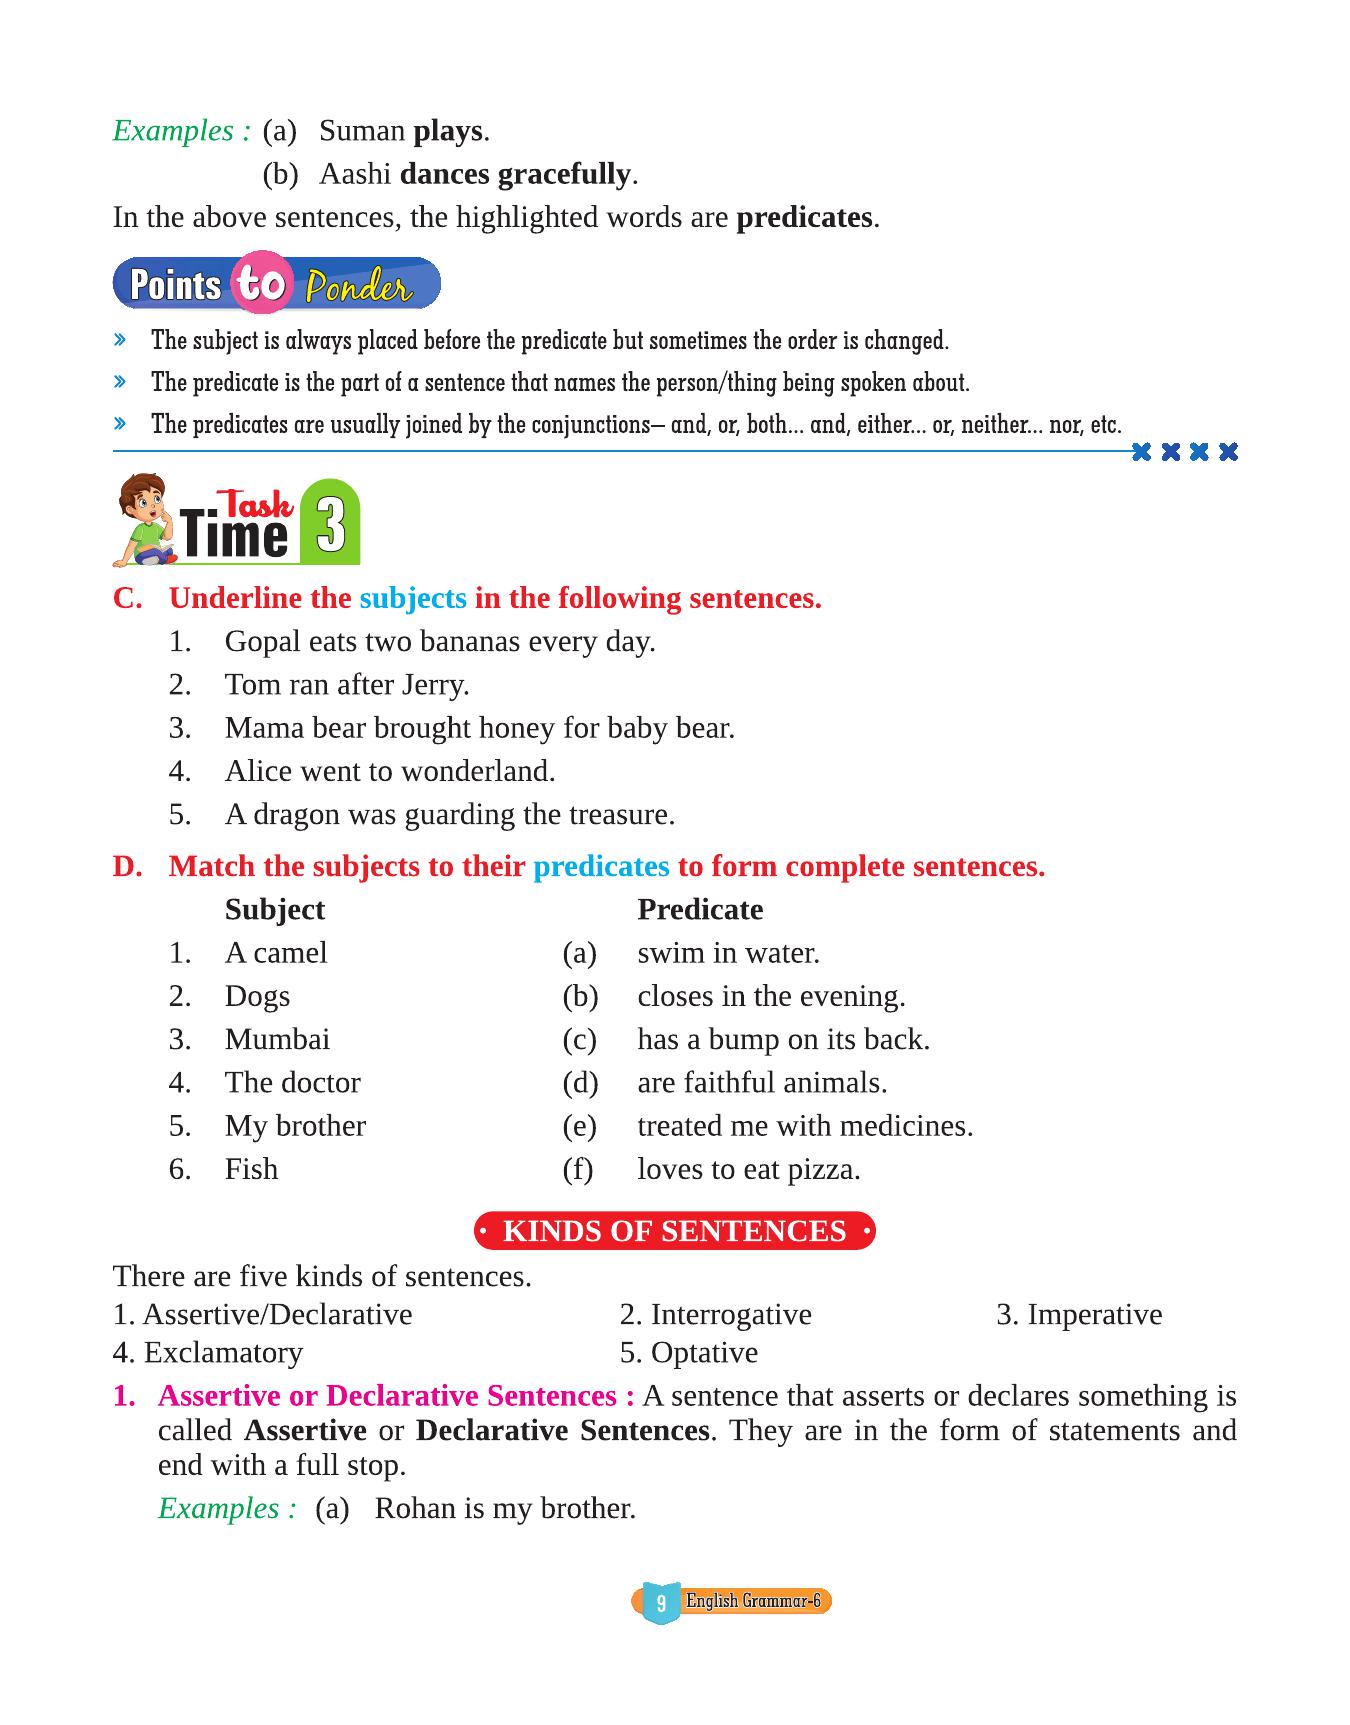 Examples : (a) Suman plays.
(b) Aashi dances gracefully.
In the above sentences, the highlighted words are predicates.
Points to Ponder
» The subject is always placed before the predicate but sometimes the order is changed.
» The predicate is the part of a sentence that names the person/thing being spoken about.
» The predicates are usually joined by the conjunctions– and, or, both... and, either... or, neither... nor, etc.
Task
Time 3
C. Underline the subjects in the following sentences.
1. Gopal eats two bananas every day.
2. Tom ran after Jerry.
3. Mama bear brought honey for baby bear.
4. Alice went to wonderland.
5. A dragon was guarding the treasure.
D. Match the subjects to their predicates to form complete sentences.
Subject Predicate
1. A camel (a) swim in water.
2. Dogs (b) closes in the evening.
3. Mumbai (c) has a bump on its back.
4. The doctor (d) are faithful animals.
5. My brother (e) treated me with medicines.
6. Fish (f) loves to eat pizza.
• KINDS OF SENTENCES •
There are five kinds of sentences.
1. Assertive/Declarative 2. Interrogative 3. Imperative
4. Exclamatory 5. Optative
1. Assertive or Declarative Sentences : A sentence that asserts or declares something is
called Assertive or Declarative Sentences. They are in the form of statements and
end with a full stop.
Examples : (a) Rohan is my brother.
9 English Grammar-6